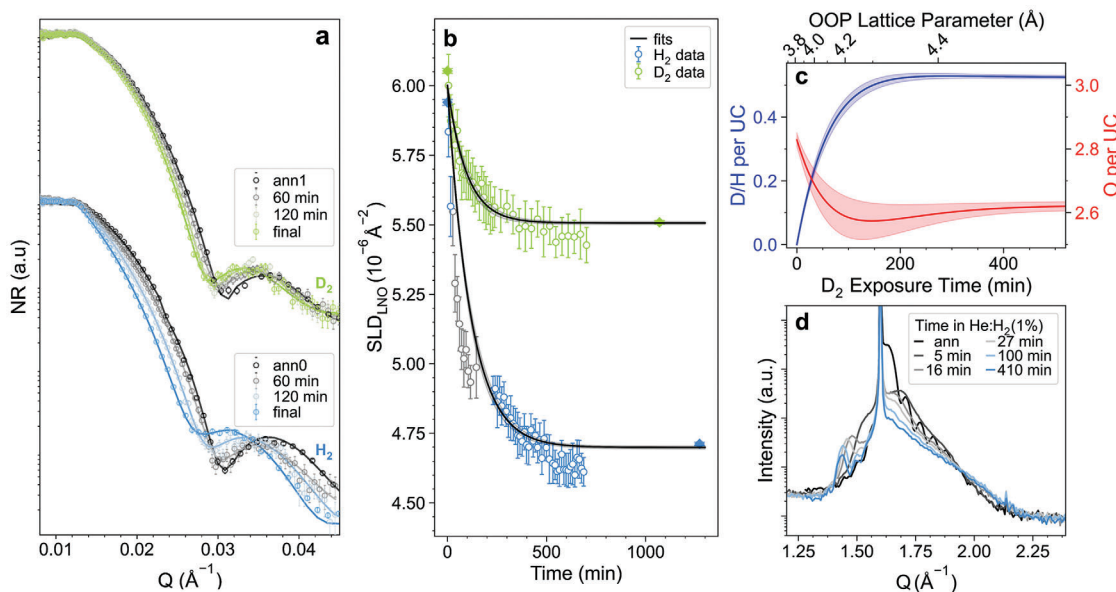 a
NR (a.u)
ann1
60 min
120 min
final
D₂
ann0
60 min
120 min
final
H₂
0.01 0.02 0.03 0.04
Q (Å⁻¹)
b
fits
H₂ data
D₂ data
SLD_LNO (10⁻⁶ Å⁻²)
6.00
5.75
5.50
5.25
5.00
4.75
4.50
0 500 1000
Time (min)
OOP Lattice Parameter (Å)
3.8 4.0 4.2 4.4
c
D/H per UC
0.4
0.2
0.0
O per UC
3.0
2.8
2.6
0 200 400
D₂ Exposure Time (min)
d
Time in He:H₂(1%)
ann 27 min
5 min 100 min
16 min 410 min
Intensity (a.u.)
1.25 1.50 1.75 2.00 2.25
Q(Å⁻¹)